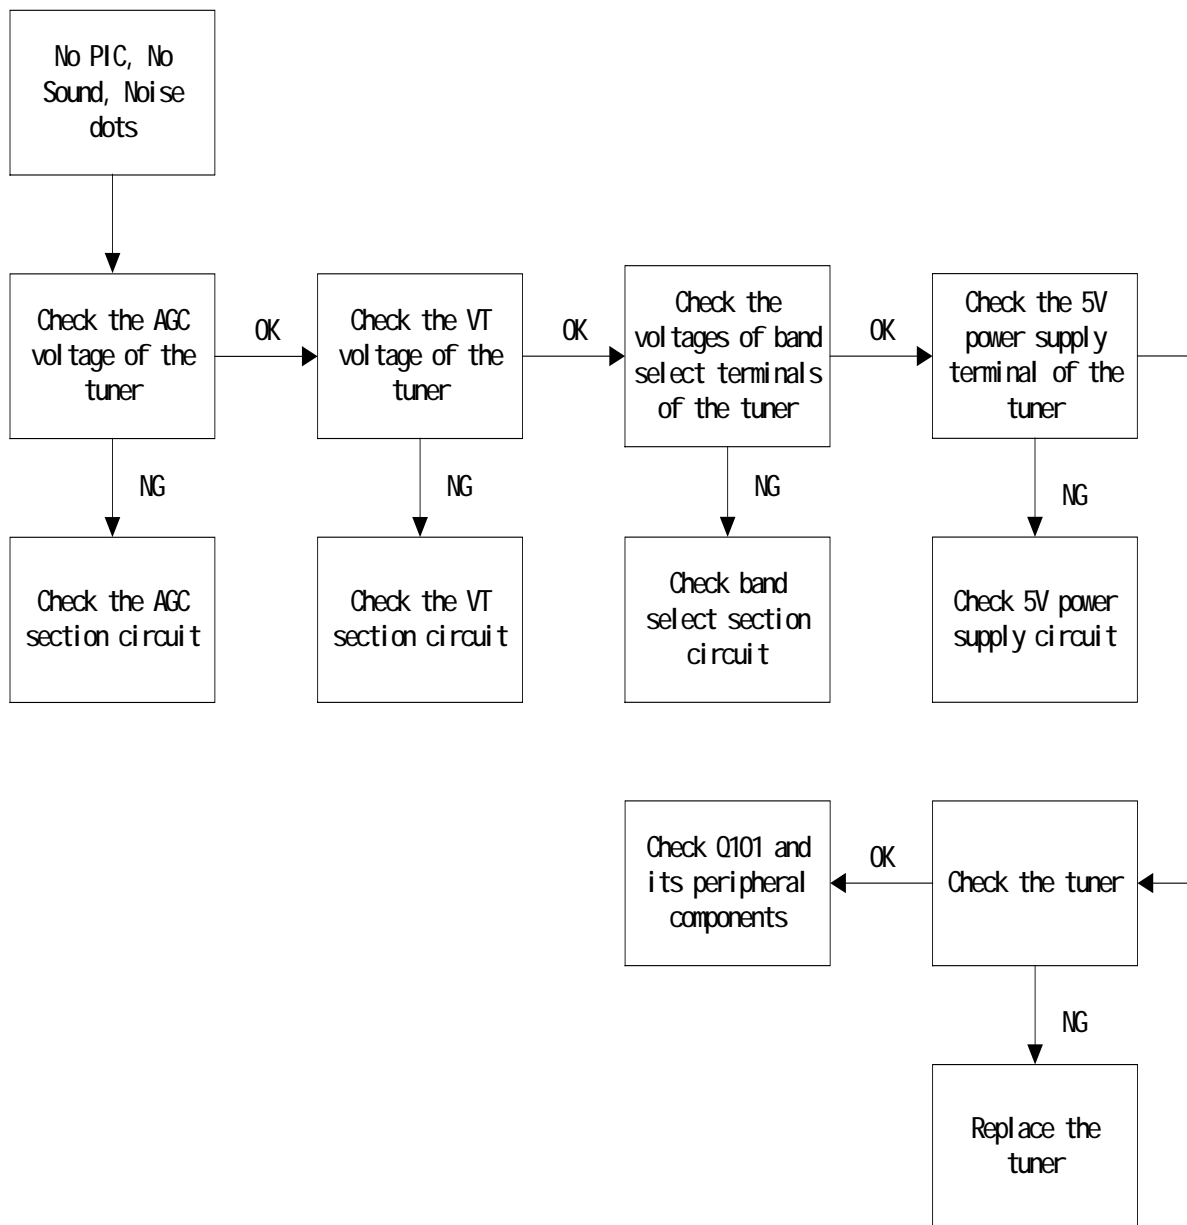 No PIC, No
Sound, Noise
dots
Check the AGC
voltage of the
tuner
OK
Check the VT
voltage of the
tuner
OK
Check the
voltages of band
select terminals
of the tuner
OK
Check the 5V
power supply
terminal of the
tuner
NG
NG
NG
NG
Check the AGC
section circuit
Check the VT
section circuit
Check band
select section
circuit
Check 5V power
supply circuit
Check Q101 and
its peripheral
components
OK
Check the tuner
NG
Replace the
tuner